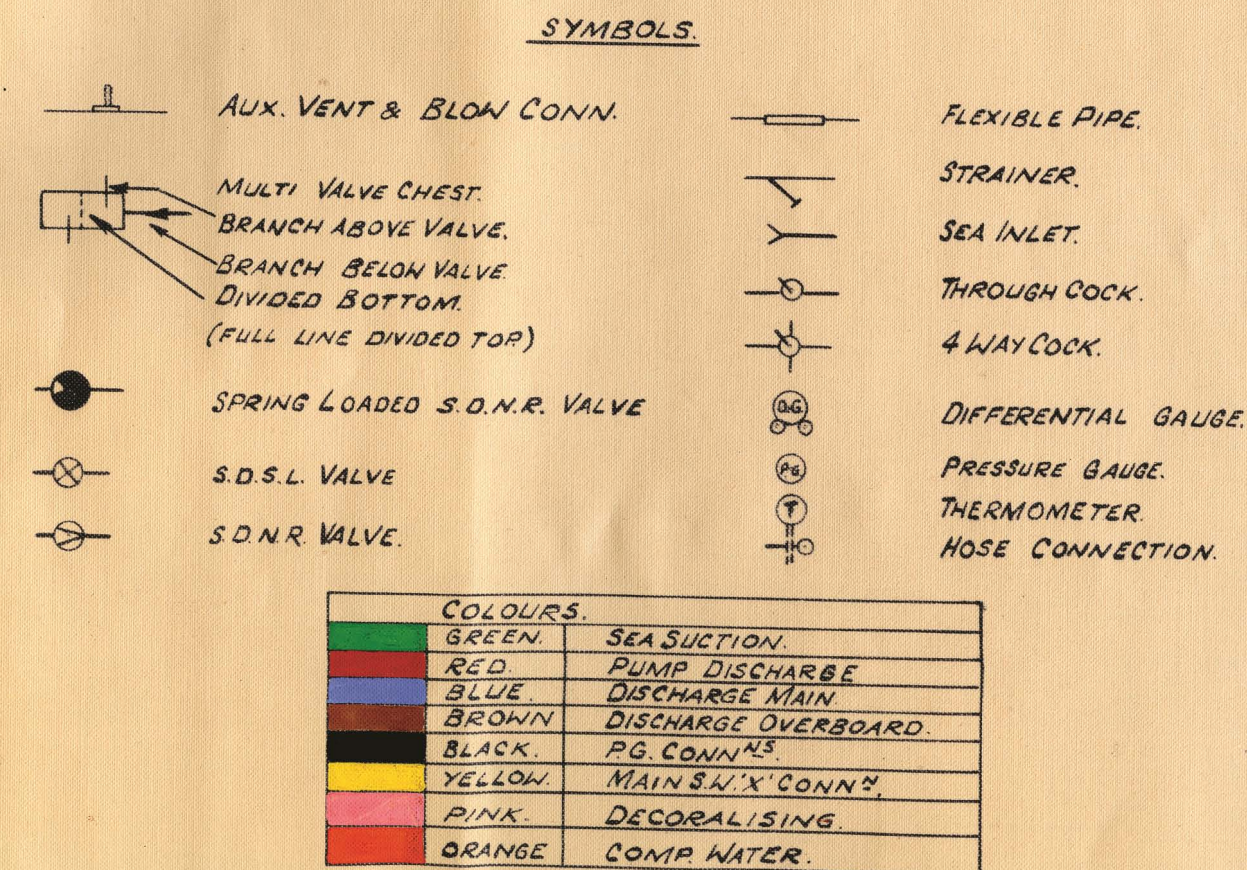 SYMBOLS.
AUX. VENT & BLOW CONN.
MULTI VALVE CHEST.
BRANCH ABOVE VALVE.
BRANCH BELOW VALVE.
DIVIDED BOTTOM.
(FULL LINE DIVIDED TOP.)
SPRING LOADED S.D.N.R. VALVE
S.D.S.L. VALVE
S.D.N.R. VALVE.
FLEXIBLE PIPE.
STRAINER.
SEA INLET.
THROUGH COCK.
4 WAY COCK.
D.G. DIFFERENTIAL GAUGE.
P.G. PRESSURE GAUGE.
T THERMOMETER.
HOSE CONNECTION.
COLOURS.
GREEN. SEA SUCTION.
RED. PUMP DISCHARGE
BLUE. DISCHARGE MAIN
BROWN DISCHARGE OVERBOARD.
BLACK. P.G. CONNNS.
YELLOW. MAIN S.W. 'X' CONNN.
PINK. DECORALISING.
ORANGE COMP. WATER.